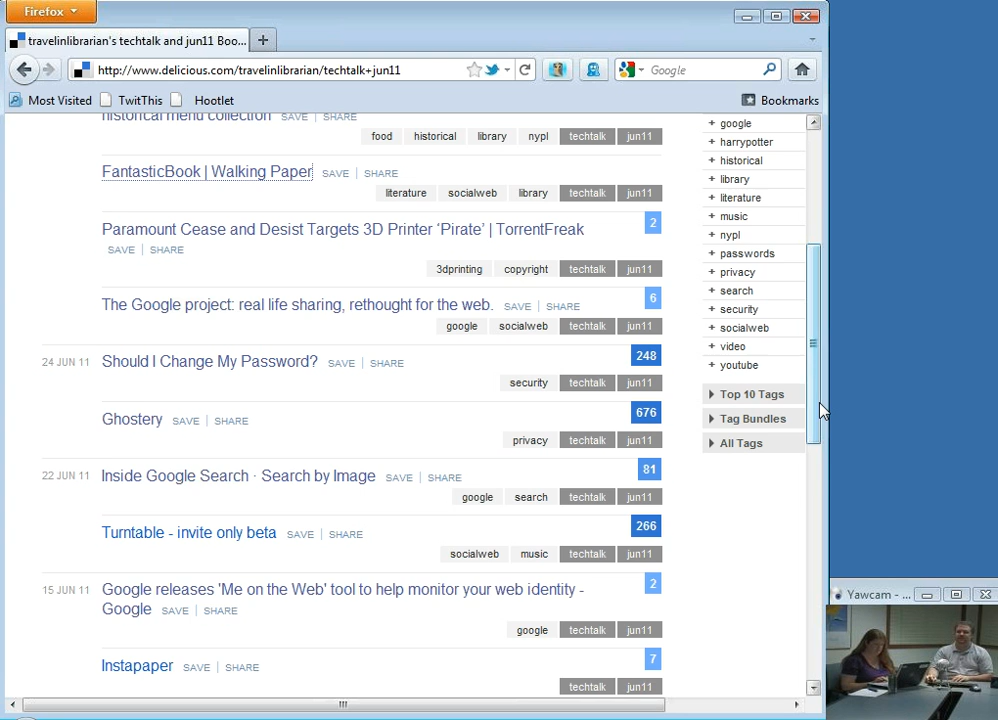 Firefox
travelinlibrarian's techtalk and jun11 Boo...
http://www.delicious.com/travelinlibrarian/techtalk+jun11
Google
Most Visited TwitThis Hootlet Bookmarks
historical menu collection SAVE SHARE
food historical library nypl techtalk jun11
FantasticBook | Walking Paper SAVE SHARE
literature socialweb library techtalk jun11
2
Paramount Cease and Desist Targets 3D Printer ‘Pirate’ | TorrentFreak
SAVE SHARE
3dprinting copyright techtalk jun11
6
The Google project: real life sharing, rethought for the web. SAVE SHARE
google socialweb techtalk jun11
24 JUN 11 Should I Change My Password? SAVE SHARE 248
security techtalk jun11
Ghostery SAVE SHARE 676
privacy techtalk jun11
22 JUN 11 Inside Google Search · Search by Image SAVE SHARE 81
google search techtalk jun11
Turntable - invite only beta SAVE SHARE 266
socialweb music techtalk jun11
15 JUN 11 Google releases 'Me on the Web' tool to help monitor your web identity - 2
Google SAVE SHARE
google techtalk jun11
Instapaper SAVE SHARE 7
techtalk jun11
+ google
+ harrypotter
+ historical
+ library
+ literature
+ music
+ nypl
+ passwords
+ privacy
+ search
+ security
+ socialweb
+ video
+ youtube
Top 10 Tags
Tag Bundles
All Tags
Yawcam - ...